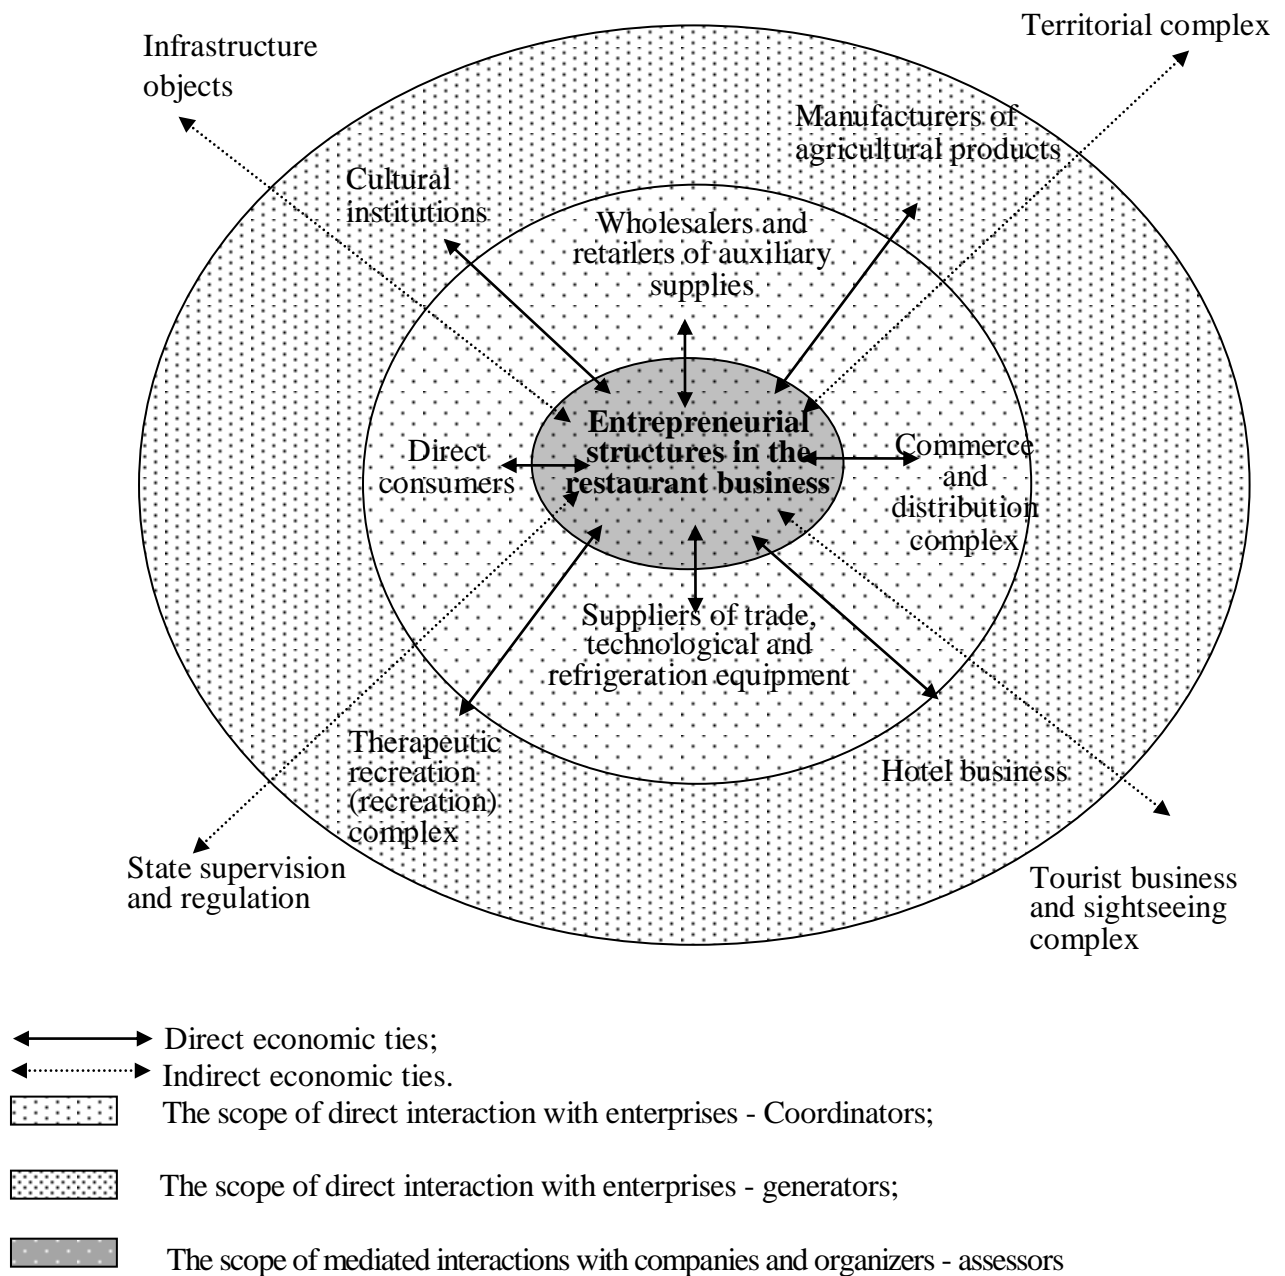 Territorial complex
Infrastructure
objects
Manufacturers of
agricultural products
Cultural
institutions
Wholesalers and
retailers of auxiliary
supplies
Entrepreneurial
structures in the
restaurant business
Direct
consumers
Commerce
and
distribution
complex
Suppliers of trade,
technological and
refrigeration equipment
Therapeutic
recreation
(recreation)
complex
Hotel business
State supervision
and regulation
Tourist business
and sightseeing
complex
Direct economic ties;
Indirect economic ties.
The scope of direct interaction with enterprises - Coordinators;
The scope of direct interaction with enterprises - generators;
The scope of mediated interactions with companies and organizers - assessors